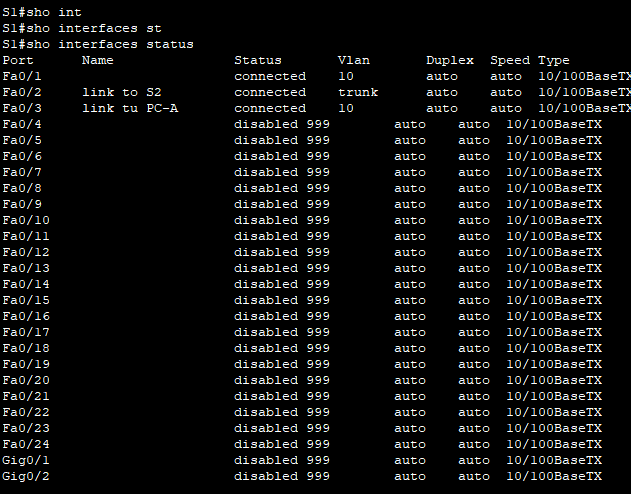 S1#sho int
S1#sho interfaces st
S1#sho interfaces status
Port Name Status Vlan Duplex Speed Type
Fa0/1 connected 10 auto auto 10/100BaseTX
Fa0/2 link to S2 connected trunk auto auto 10/100BaseTX
Fa0/3 link tu PC-A connected 10 auto auto 10/100BaseTX
Fa0/4 disabled 999 auto auto 10/100BaseTX
Fa0/5 disabled 999 auto auto 10/100BaseTX
Fa0/6 disabled 999 auto auto 10/100BaseTX
Fa0/7 disabled 999 auto auto 10/100BaseTX
Fa0/8 disabled 999 auto auto 10/100BaseTX
Fa0/9 disabled 999 auto auto 10/100BaseTX
Fa0/10 disabled 999 auto auto 10/100BaseTX
Fa0/11 disabled 999 auto auto 10/100BaseTX
Fa0/12 disabled 999 auto auto 10/100BaseTX
Fa0/13 disabled 999 auto auto 10/100BaseTX
Fa0/14 disabled 999 auto auto 10/100BaseTX
Fa0/15 disabled 999 auto auto 10/100BaseTX
Fa0/16 disabled 999 auto auto 10/100BaseTX
Fa0/17 disabled 999 auto auto 10/100BaseTX
Fa0/18 disabled 999 auto auto 10/100BaseTX
Fa0/19 disabled 999 auto auto 10/100BaseTX
Fa0/20 disabled 999 auto auto 10/100BaseTX
Fa0/21 disabled 999 auto auto 10/100BaseTX
Fa0/22 disabled 999 auto auto 10/100BaseTX
Fa0/23 disabled 999 auto auto 10/100BaseTX
Fa0/24 disabled 999 auto auto 10/100BaseTX
Gig0/1 disabled 999 auto auto 10/100BaseTX
Gig0/2 disabled 999 auto auto 10/100BaseTX